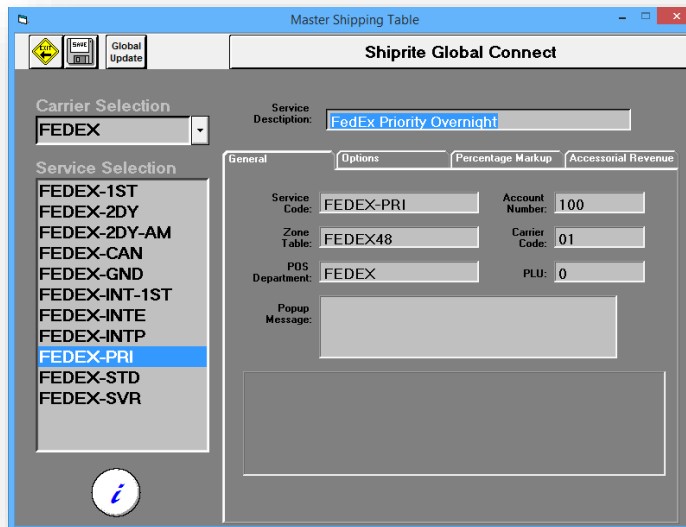 Master Shipping Table
EXIT
SAVE
Global
Update
Shiprite Global Connect
Carrier Selection
FEDEX
Service Selection
FEDEX-1ST
FEDEX-2DY
FEDEX-2DY-AM
FEDEX-CAN
FEDEX-GND
FEDEX-INT-1ST
FEDEX-INTE
FEDEX-INTP
FEDEX-PRI
FEDEX-STD
FEDEX-SVR
i
Service
Desctiption:
FedEx Priority Overnight
General
Options
Percentage Markup
Accessorial Revenue
Service
Code:
FEDEX-PRI
Account
Number:
100
Zone
Table:
FEDEX48
Carrier
Code:
01
POS
Department:
FEDEX
PLU:
0
Popup
Message: